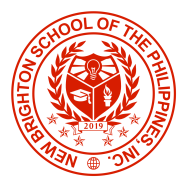 NEW BRIGHTON SCHOOL OF THE PHILIPPINES, INC.
2019